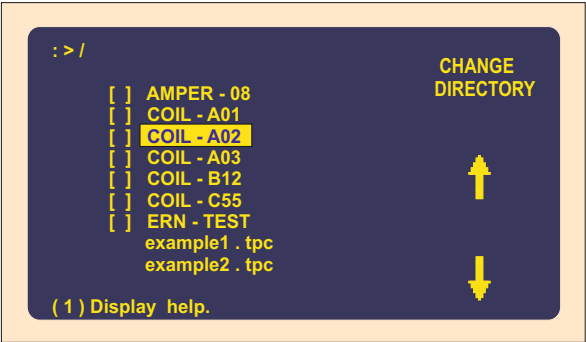 : > /
CHANGE
DIRECTORY
[ ] AMPER - 08
[ ] COIL - A01
[ ] COIL - A02
[ ] COIL - A03
[ ] COIL - B12
[ ] COIL - C55
[ ] ERN - TEST
example1 . tpc
example2 . tpc
( 1 ) Display help.